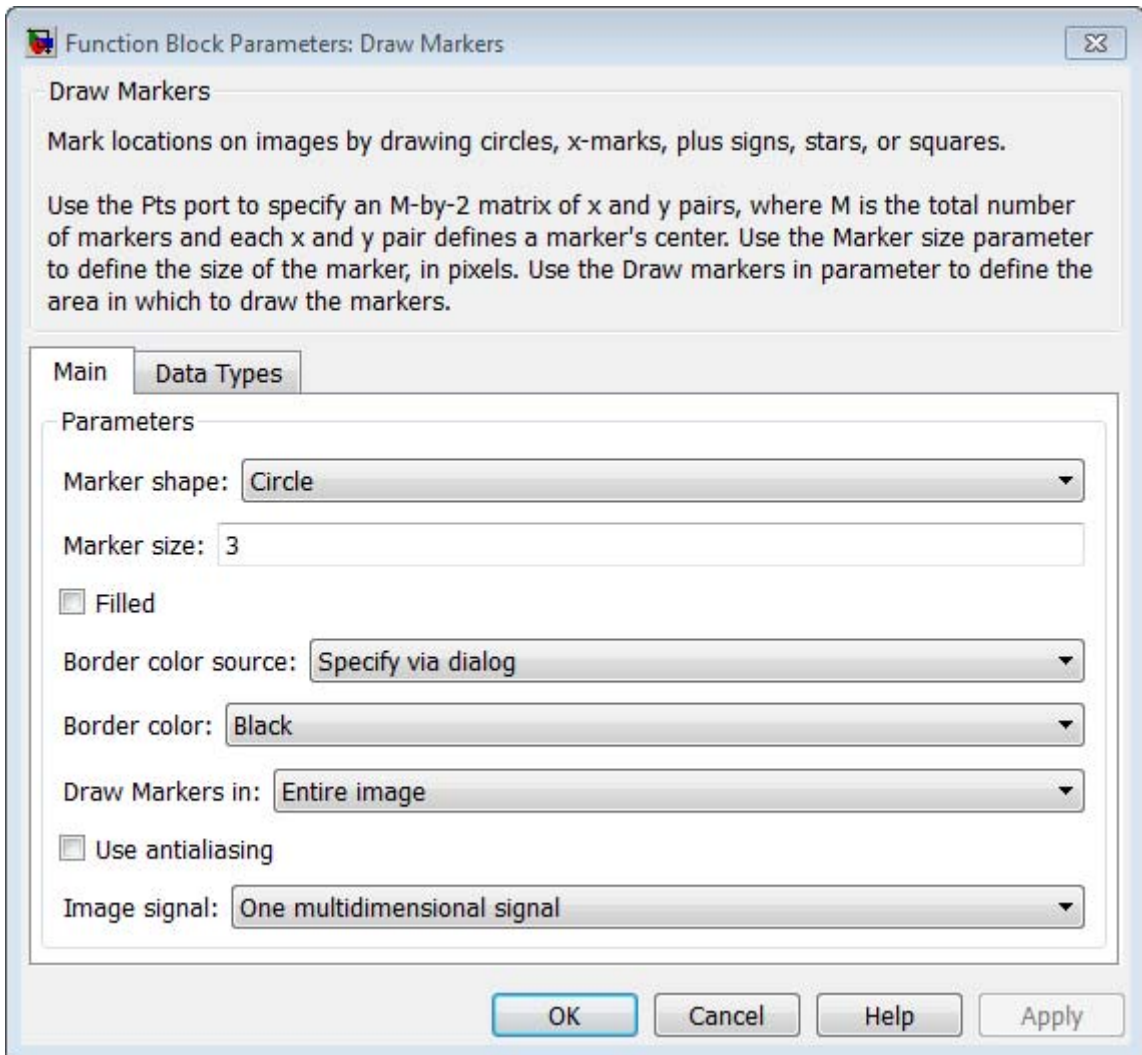 Function Block Parameters: Draw Markers
Draw Markers
Mark locations on images by drawing circles, x-marks, plus signs, stars, or squares.
Use the Pts port to specify an M-by-2 matrix of x and y pairs, where M is the total number
of markers and each x and y pair defines a marker's center. Use the Marker size parameter
to define the size of the marker, in pixels. Use the Draw markers in parameter to define the
area in which to draw the markers.
Main Data Types
Parameters
Marker shape: Circle
Marker size: 3
Filled
Border color source: Specify via dialog
Border color: Black
Draw Markers in: Entire image
Use antialiasing
Image signal: One multidimensional signal
OK Cancel Help Apply